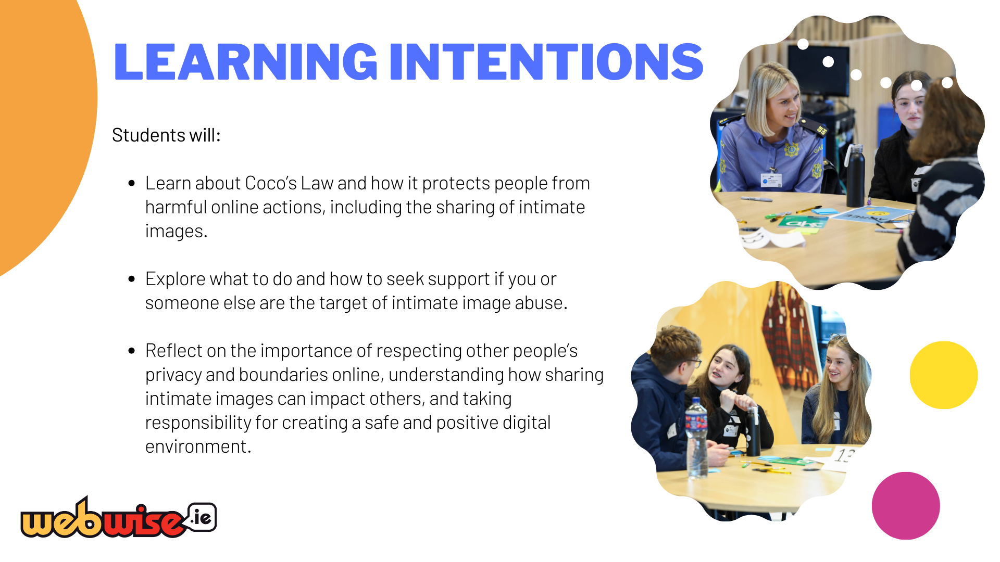 LEARNING INTENTIONS
Students will:
Learn about Coco’s Law and how it protects people from
harmful online actions, including the sharing of intimate
images.
Explore what to do and how to seek support if you or
someone else are the target of intimate image abuse.
Reflect on the importance of respecting other people’s
privacy and boundaries online, understanding how sharing
intimate images can impact others, and taking
responsibility for creating a safe and positive digital
environment.
webwise.ie
AGREE
13